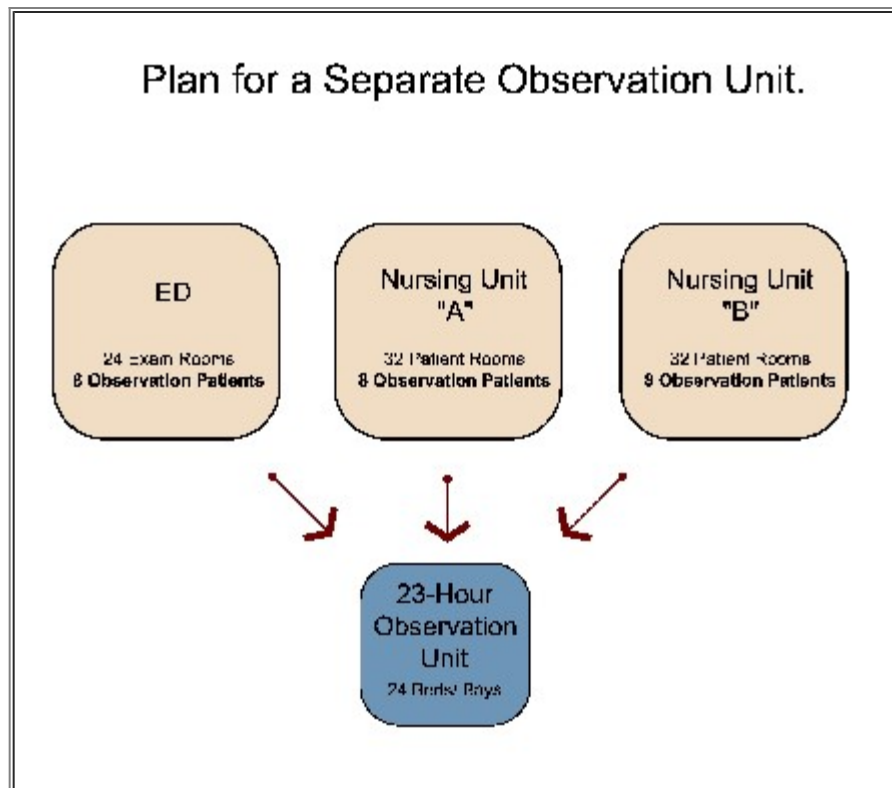 Plan for a Separate Observation Unit.
ED
24 Exam Rooms
6 Observation Patients
Nursing Unit
"A"
32 Patient Rooms
8 Observation Patients
Nursing Unit
"B"
32 Patient Rooms
9 Observation Patients
23-Hour
Observation
Unit
24 Beds/ Bays